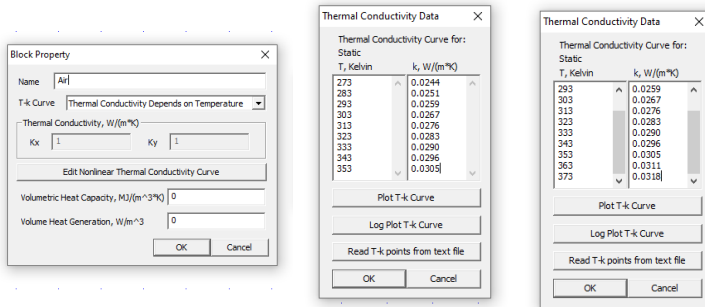 Block Property
Name Air
T-k Curve Thermal Conductivity Depends on Temperature
Thermal Conductivity, W/(m*K)
Kx 1 Ky 1
Edit Nonlinear Thermal Conductivity Curve
Volumetric Heat Capacity, MJ/(m^3*K) 0
Volume Heat Generation, W/m^3 0
OK Cancel
Thermal Conductivity Data
Thermal Conductivity Curve for:
Static
T, Kelvin k, W/(m*K)
273 0.0244
283 0.0251
293 0.0259
303 0.0267
313 0.0276
323 0.0283
333 0.0290
343 0.0296
353 0.0305
Plot T-k Curve
Log Plot T-k Curve
Read T-k points from text file
OK Cancel
Thermal Conductivity Data
Thermal Conductivity Curve for:
Static
T, Kelvin k, W/(m*K)
293 0.0259
303 0.0267
313 0.0276
323 0.0283
333 0.0290
343 0.0296
353 0.0305
363 0.0311
373 0.0318
Plot T-k Curve
Log Plot T-k Curve
Read T-k points from text file
OK Cancel